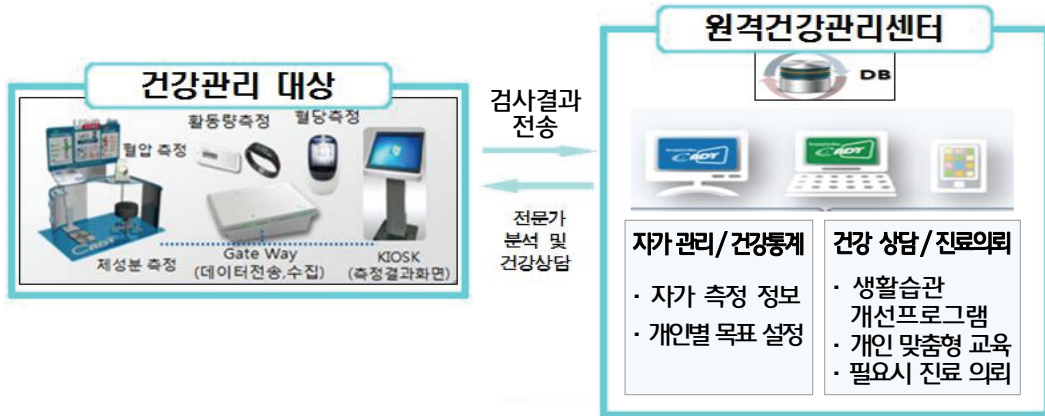 건강관리 대상
혈압 측정
활동량측정
혈당측정
체성분 측정
Gate Way
(데이터전송,수집)
KIOSK
(측정결과화면)
검사결과
전송
전문가
분석 및
건강상담
원격건강관리센터
DB
자가 관리 / 건강통계
· 자가 측정 정보
· 개인별 목표 설정
건강 상담 / 진료의뢰
· 생활습관
개선프로그램
· 개인 맞춤형 교육
· 필요시 진료 의뢰